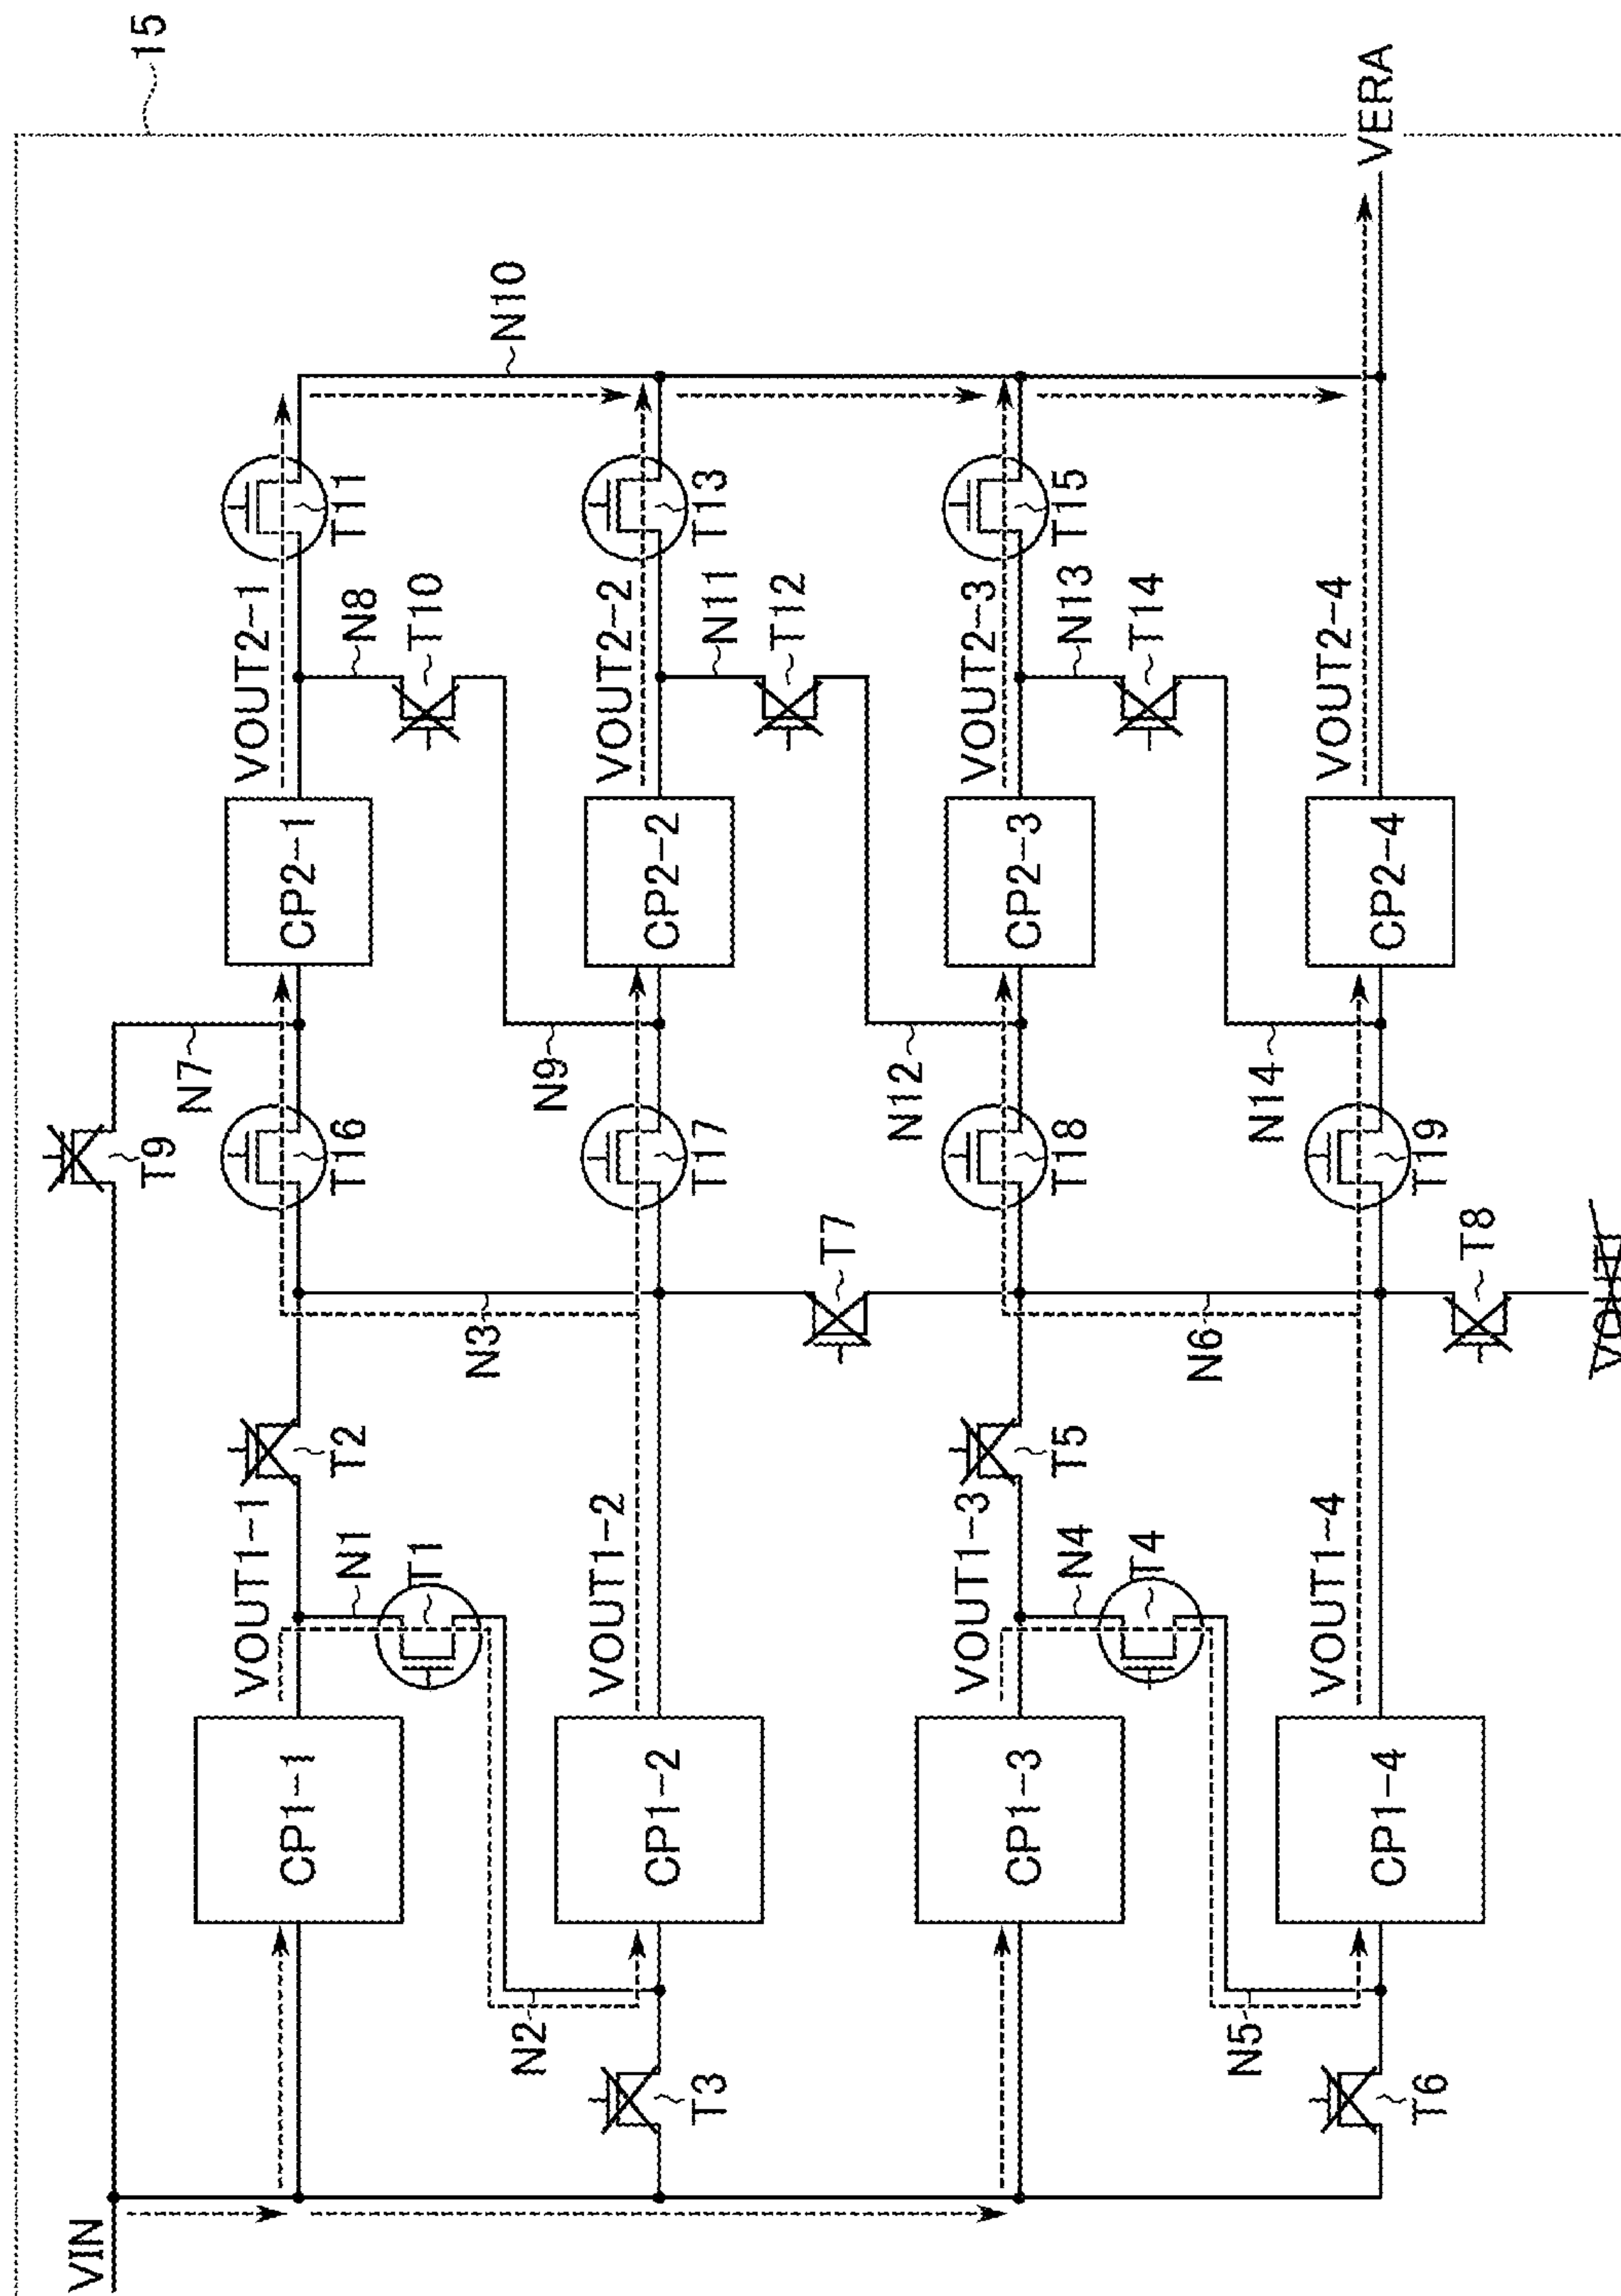 15
VIN
T9
N7
VERA
CP1-1
VOUT1-1
N1
T1
T2
N3
T16
CP2-1
VOUT2-1
N8
T10
T11
N10
T3
N2
CP1-2
VOUT1-2
T7
T17
N9
CP2-2
VOUT2-2
N11
T12
T13
CP1-3
VOUT1-3
N4
T4
T5
N6
T18
N12
CP2-3
VOUT2-3
N13
T14
T15
T6
N5
CP1-4
VOUT1-4
T8
T19
N14
CP2-4
VOUT2-4